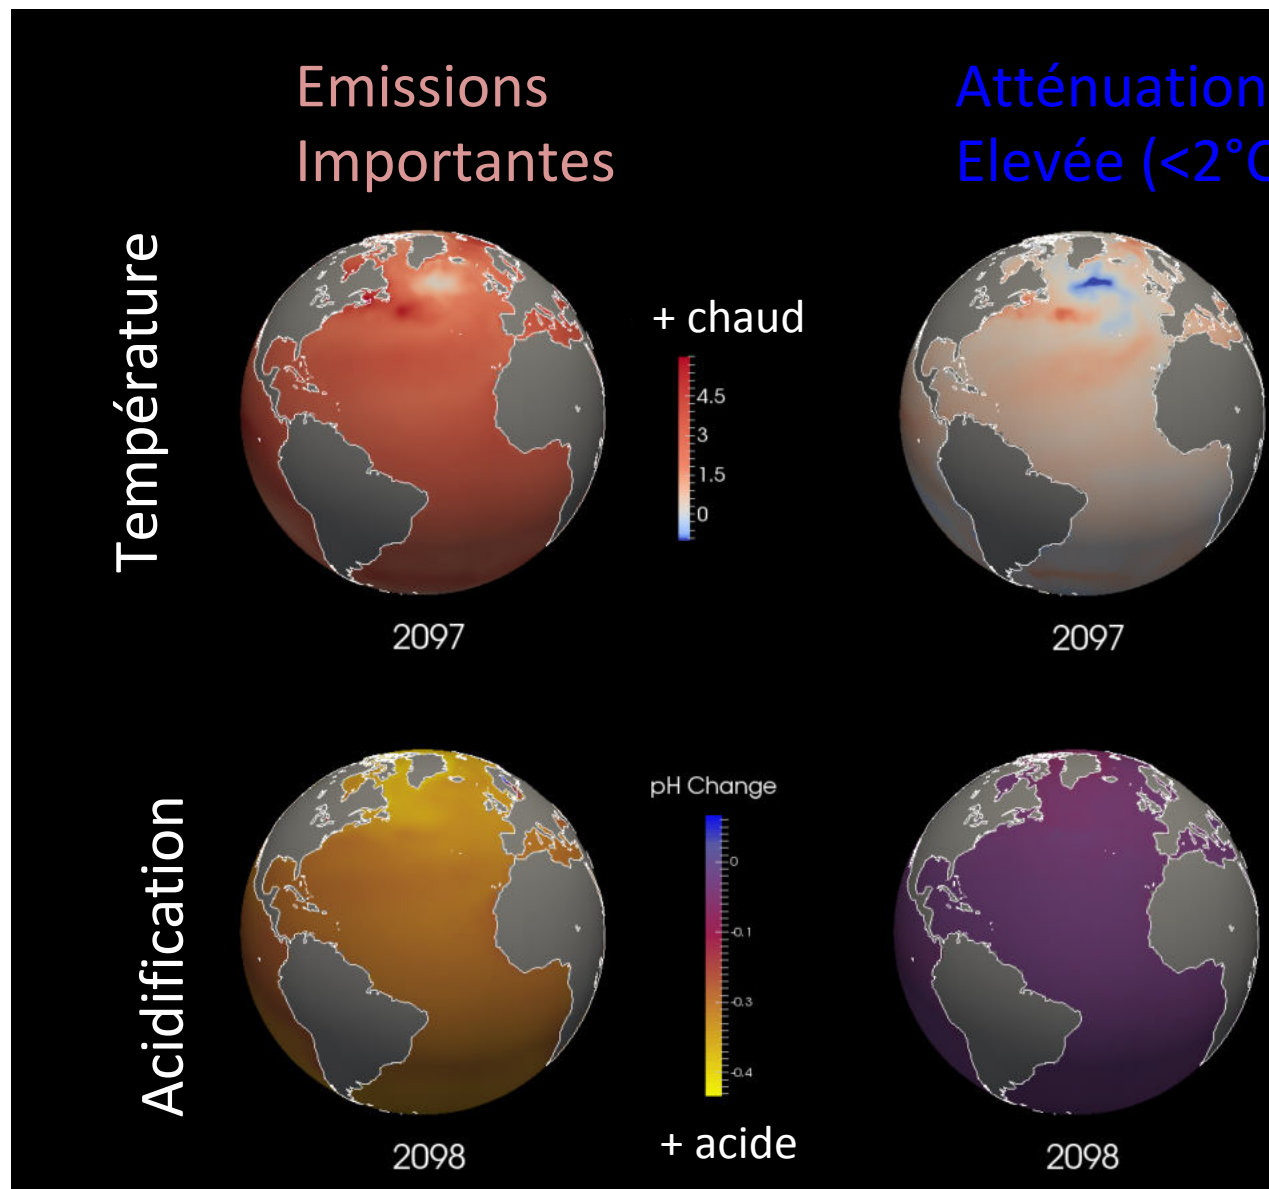 Emissions
Importantes
Atténuation
Elevée (<2°C
Température
+ chaud
4.5
3
1.5
0
2097
2097
Acidification
pH Change
0
-0.1
-0.3
-0.4
+ acide
2098
2098